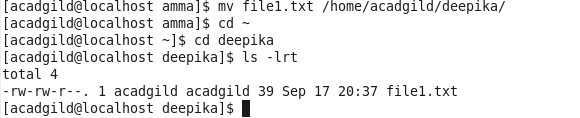 [acadgild@localhost amma]$ mv file1.txt /home/acadgild/deepika/
[acadgild@localhost amma]$ cd ~
[acadgild@localhost ~]$ cd deepika
[acadgild@localhost deepika]$ ls -lrt
total 4
-rw-rw-r--. 1 acadgild acadgild 39 Sep 17 20:37 file1.txt
[acadgild@localhost deepika]$